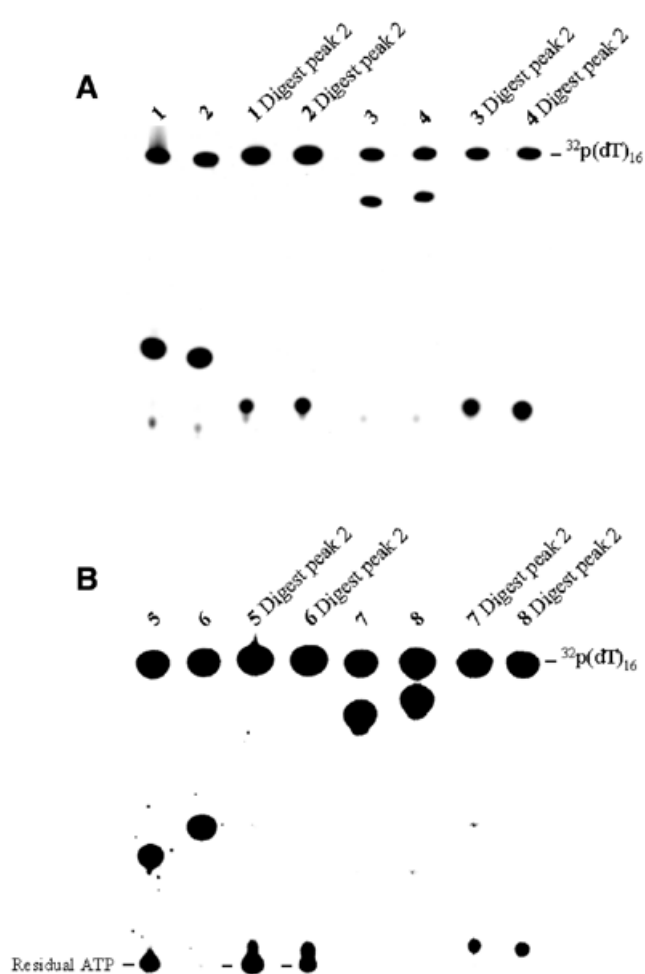 A
1
2
1 Digest peak 2
2 Digest peak 2
3
4
3 Digest peak 2
4 Digest peak 2
– ³²p(dT)₁₆
B
5
6
5 Digest peak 2
6 Digest peak 2
7
8
7 Digest peak 2
8 Digest peak 2
– ³²p(dT)₁₆
Residual ATP –